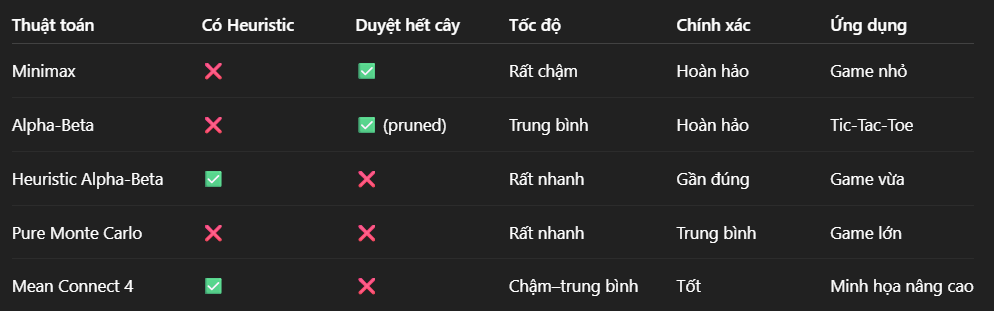 Thuật toán Có Heuristic Duyệt hết cây Tốc độ Chính xác Ứng dụng
Minimax ❌ ✅ Rất chậm Hoàn hảo Game nhỏ
Alpha-Beta ❌ ✅ (pruned) Trung bình Hoàn hảo Tic-Tac-Toe
Heuristic Alpha-Beta ✅ ❌ Rất nhanh Gần đúng Game vừa
Pure Monte Carlo ❌ ❌ Rất nhanh Trung bình Game lớn
Mean Connect 4 ✅ ❌ Chậm–trung bình Tốt Minh họa nâng cao